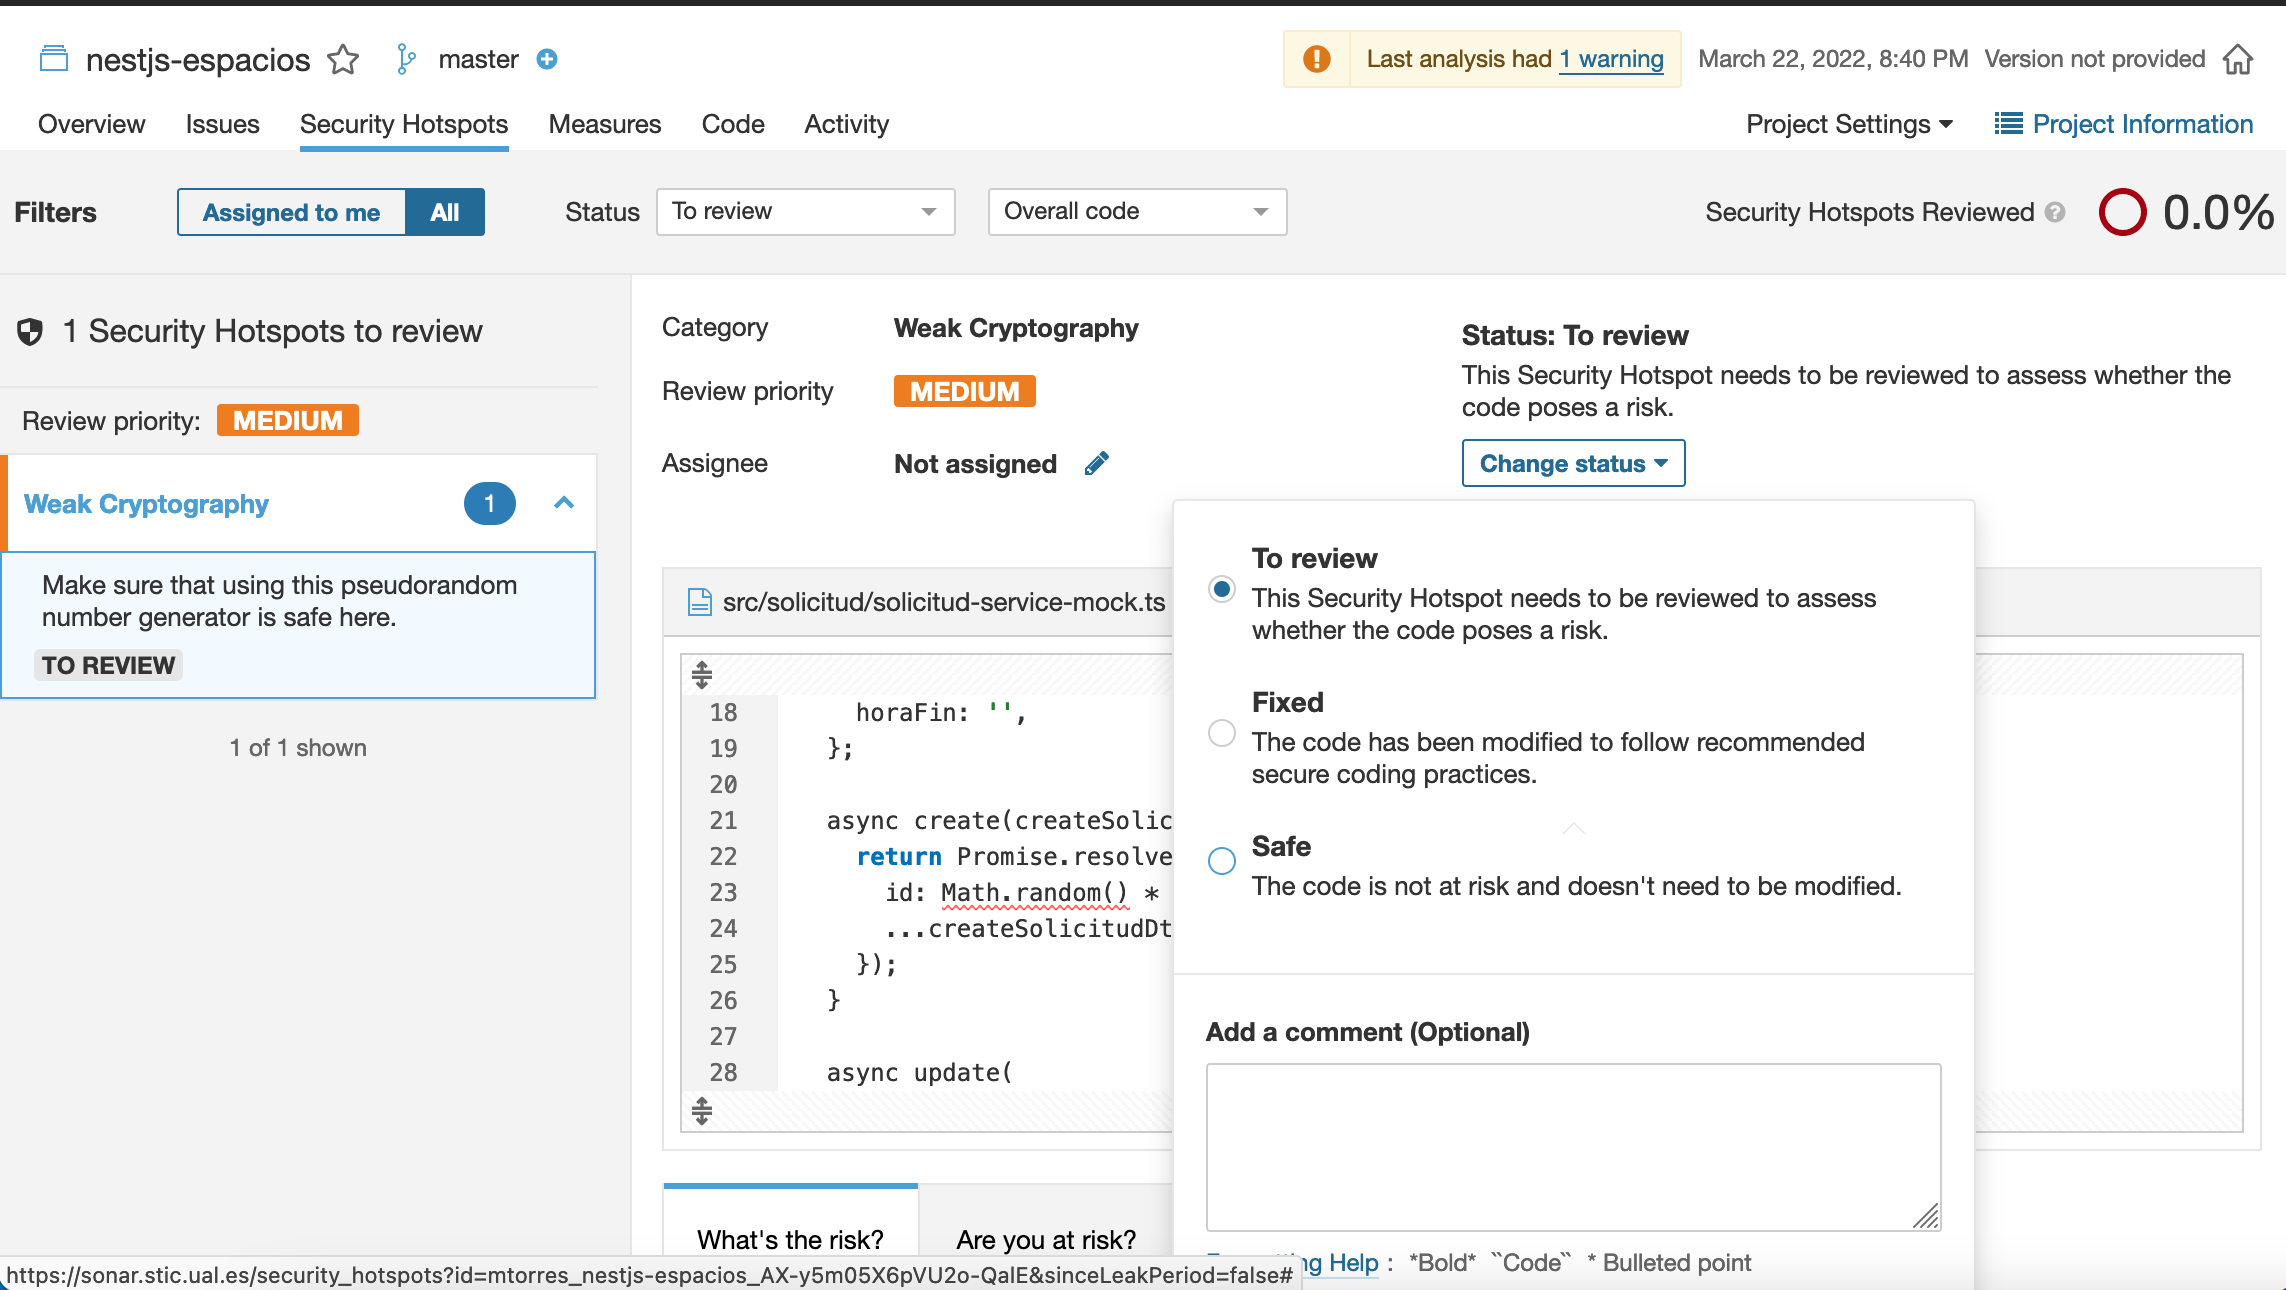 nestjs-espacios master
Last analysis had 1 warning March 22, 2022, 8:40 PM Version not provided
Overview Issues Security Hotspots Measures Code Activity
Project Settings Project Information
Filters Assigned to me All Status To review Overall code
Security Hotspots Reviewed ? 0.0%
1 Security Hotspots to review
Review priority: MEDIUM
Weak Cryptography 1
Make sure that using this pseudorandom
number generator is safe here.
TO REVIEW
1 of 1 shown
Category Weak Cryptography
Review priority MEDIUM
Assignee Not assigned
Status: To review
This Security Hotspot needs to be reviewed to assess whether the
code poses a risk.
Change status
src/solicitud/solicitud-service-mock.ts
18 horaFin: '',
19 };
20
21 async create(createSolic
22 return Promise.resolve
23 id: Math.random() *
24 ...createSolicitudDt
25 });
26 }
27
28 async update(
To review
This Security Hotspot needs to be reviewed to assess
whether the code poses a risk.
Fixed
The code has been modified to follow recommended
secure coding practices.
Safe
The code is not at risk and doesn't need to be modified.
Add a comment (Optional)
ng Help : *Bold* ``Code`` * Bulleted point
What's the risk? Are you at risk?
https://sonar.stic.ual.es/security_hotspots?id=mtorres_nestjs-espacios_AX-y5m05X6pVU2o-QalE&sinceLeakPeriod=false#